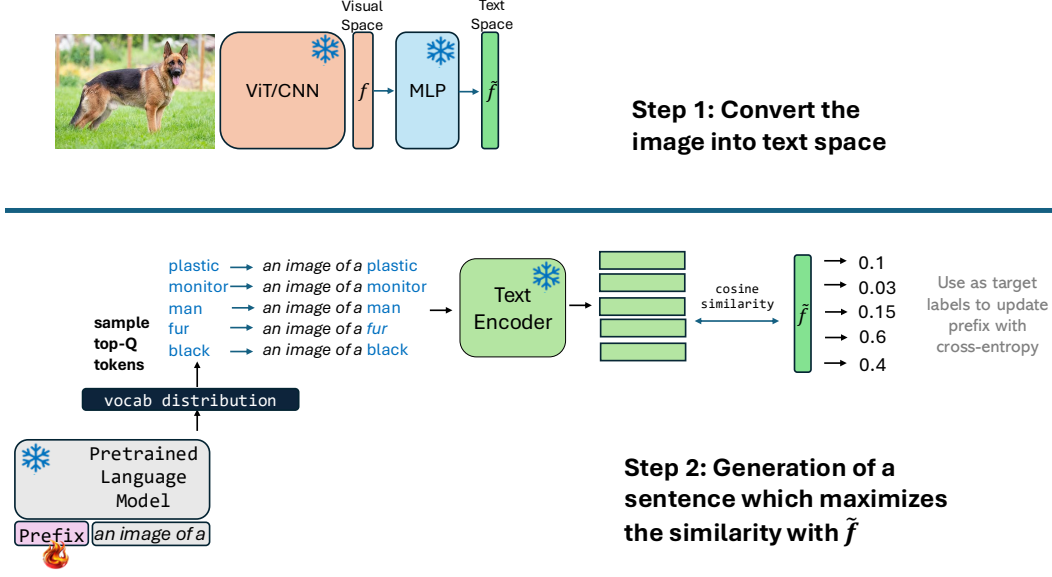 Visual
Space
Text
Space
ViT/CNN
f
MLP
f̃
Step 1: Convert the
image into text space
plastic
an image of a plastic
monitor
an image of a monitor
man
an image of a man
fur
an image of a fur
black
an image of a black
sample
top-Q
tokens
vocab distribution
Pretrained
Language
Model
Prefix
an image of a
Text
Encoder
cosine
similarity
f̃
0.1
0.03
0.15
0.6
0.4
Use as target
labels to update
prefix with
cross-entropy
Step 2: Generation of a
sentence which maximizes
the similarity with f̃